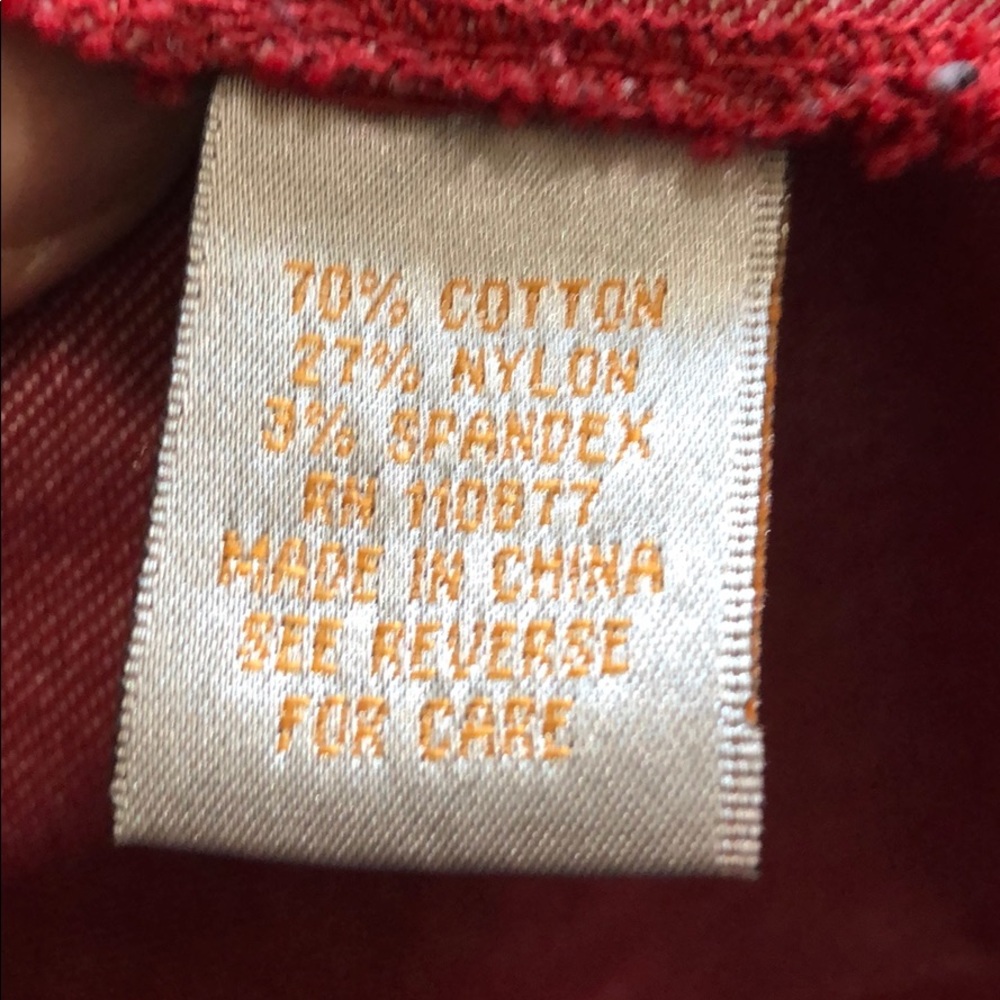 70% COTTON
27% NYLON
3% SPANDEX
RN 110877
MADE IN CHINA
SEE REVERSE
FOR CARE